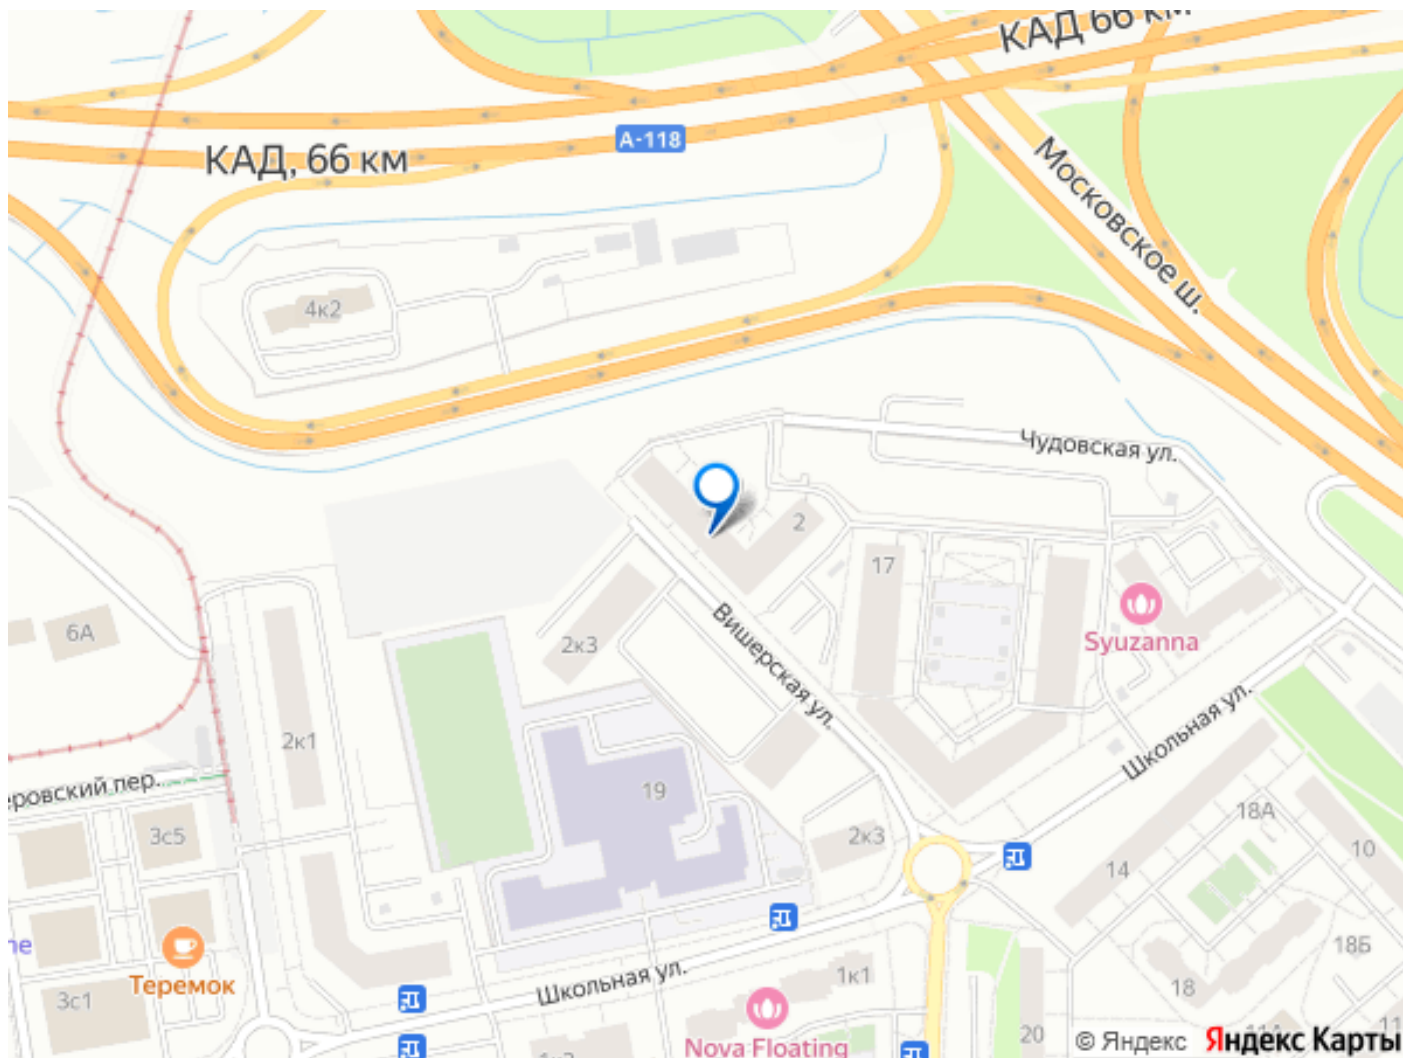 КАД 66 км
А-118
КАД, 66 км
Московское ш.
4к2
Чудовская ул.
2
17
Syuzanna
6А
2к3
Вишерская ул.
2к1
Школьная ул.
19
еровский пер.
3с5
18А
2к3
10
14
Теремок
3с1
18Б
Школьная ул.
1к1
18
Nova Floating
20
© Яндекс
Яндекс Карты